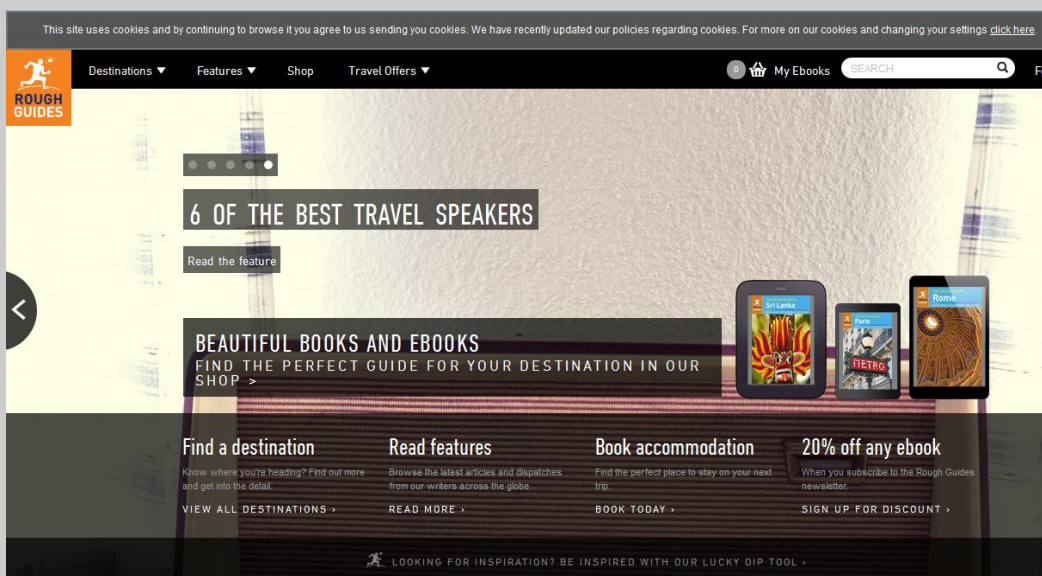 This site uses cookies and by continuing to browse it you agree to us sending you cookies. We have recently updated our policies regarding cookies. For more on our cookies and changing your settings click here.
ROUGH
GUIDES
Destinations ▼ Features ▼ Shop Travel Offers ▼ 0 My Ebooks SEARCH
6 OF THE BEST TRAVEL SPEAKERS
Read the feature
BEAUTIFUL BOOKS AND EBOOKS
FIND THE PERFECT GUIDE FOR YOUR DESTINATION IN OUR
SHOP >
Sri Lanka
Paris
METRO
Rome
Find a destination
Know where you're heading? Find out more
and get into the detail.
VIEW ALL DESTINATIONS ›
Read features
Browse the latest articles and dispatches
from our writers across the globe.
READ MORE ›
Book accommodation
Find the perfect place to stay on your next
trip.
BOOK TODAY ›
20% off any ebook
When you subscribe to the Rough Guides
newsletter.
SIGN UP FOR DISCOUNT ›
LOOKING FOR INSPIRATION? BE INSPIRED WITH OUR LUCKY DIP TOOL ›